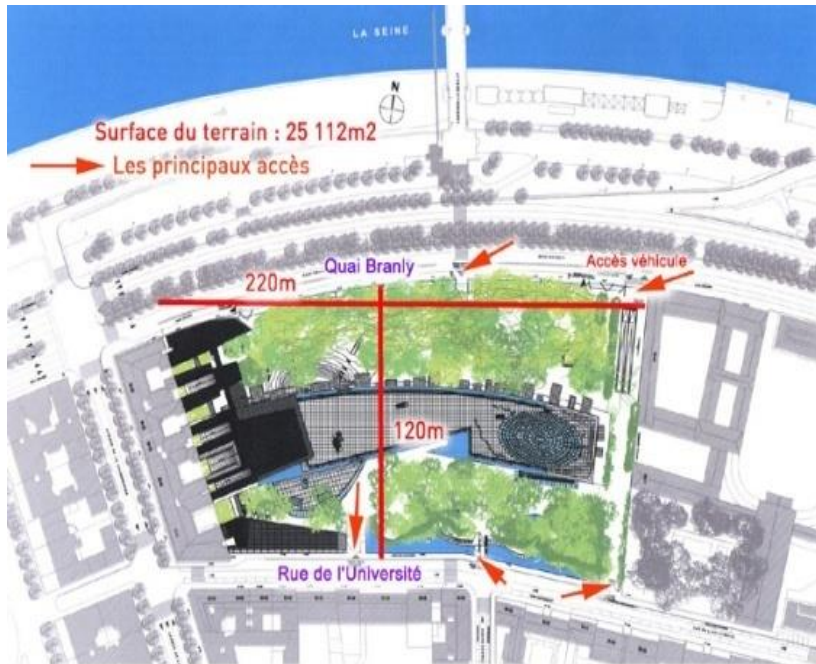 LA SEINE
N
Surface du terrain : 25 112m2
Les principaux accès
Quai Branly
Accès véhicule
220m
120m
Rue de l'Université